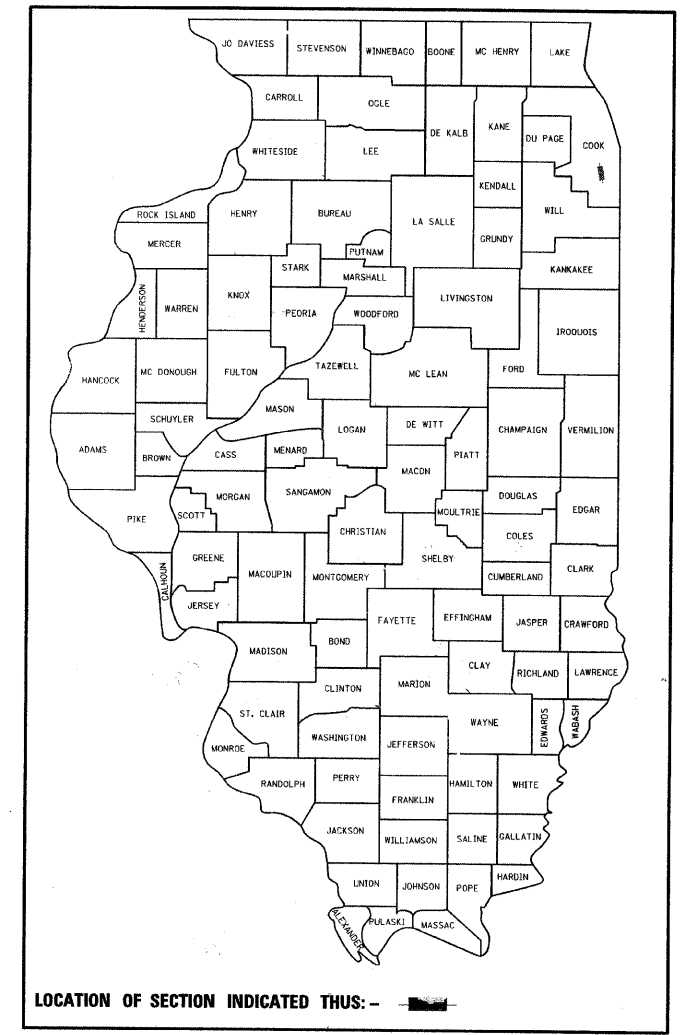 JO DAVIESS STEVENSON WINNEBAGO BOONE MC HENRY LAKE
CARROLL OGLE
DE KALB KANE DU PAGE COOK
WHITESIDE LEE
KENDALL
ROCK ISLAND HENRY BUREAU LA SALLE WILL
MERCER PUTNAM GRUNDY
STARK MARSHALL KANKAKEE
HENDERSON WARREN KNOX PEORIA WOODFORD LIVINGSTON
IROQUOIS
HANCOCK MC DONOUGH FULTON TAZEWELL MC LEAN FORD
MASON
SCHUYLER LOGAN DE WITT CHAMPAIGN VERMILION
ADAMS BROWN CASS MENARD PIATT
MACON
MORGAN SANGAMON DOUGLAS
PIKE SCOTT CHRISTIAN MOULTRIE EDGAR
COLES
GREENE SHELBY
CALHOUN MACOUPIN MONTGOMERY CUMBERLAND CLARK
JERSEY FAYETTE EFFINGHAM JASPER CRAWFORD
MADISON BOND
CLAY RICHLAND LAWRENCE
CLINTON MARION
ST. CLAIR WAYNE EDWARDS WABASH
WASHINGTON JEFFERSON
MONROE
RANDOLPH PERRY HAMILTON WHITE
FRANKLIN
JACKSON WILLIAMSON SALINE GALLATIN
UNION JOHNSON POPE HARDIN
ALEXANDER PULASKI MASSAC
LOCATION OF SECTION INDICATED THUS: –